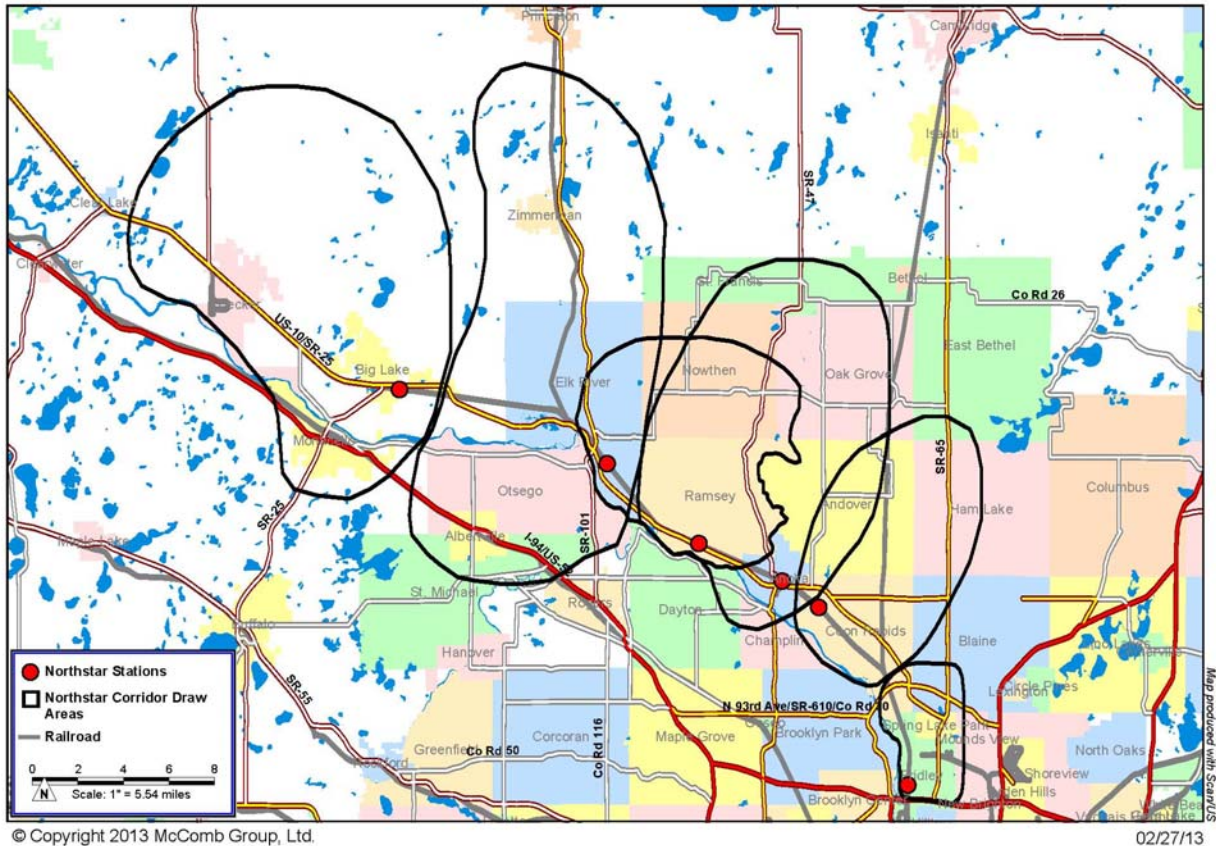 Princeton
Cambridge
Isanti
SR-47
Zimmerman
Clear Lake
Clearwater
St. Francis
Bethel
Co Rd 26
US-10/SR-25
East Bethel
Big Lake
Elk River
Nowthen
Oak Grove
SR-65
Otsego
Ramsey
Andover
Ham Lake
Columbus
SR-25
SR-101
Maple Lake
Albertville
I-94/US-52
St. Michael
Rogers
Dayton
Champlin
Coon Rapids
Blaine
Buffalo
Hanover
Lexington
Circle Pines
SR-55
N 93rd Ave/SR-610/Co Rd 10
Spring Lake Park
Mounds View
Osseo
Brooklyn Park
Maple Grove
Corcoran
Co Rd 116
Greenfield
Co Rd 50
North Oaks
Shoreview
Fridley
Brooklyn Center
New Brighton
Northstar Stations
Northstar Corridor Draw
Areas
Railroad
0 2 4 6 8
N
Scale: 1" = 5.54 miles
Map produced with Scan/US
© Copyright 2013 McComb Group, Ltd.
02/27/13